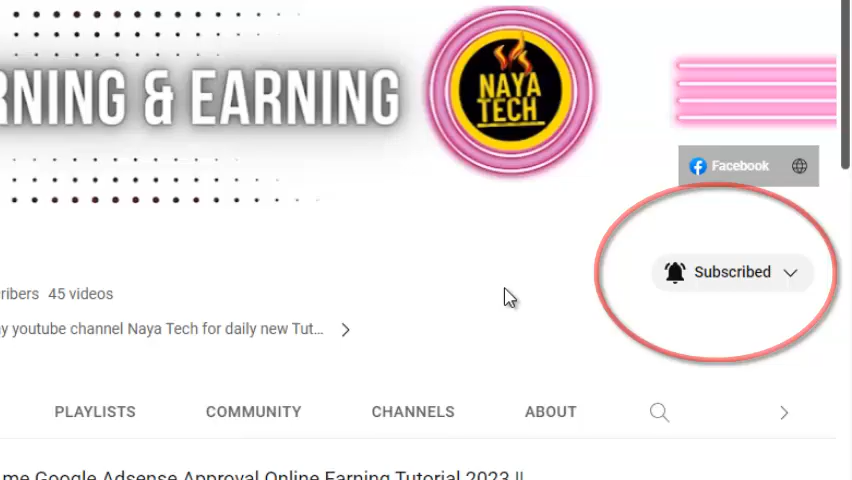 RNING & EARNING
NAYA
TECH
Facebook
Subscribed
ribers 45 videos
y youtube channel Naya Tech for daily new Tut...
PLAYLISTS COMMUNITY CHANNELS ABOUT
me Google Adsense Approval Online Earning Tutorial 2023 ||